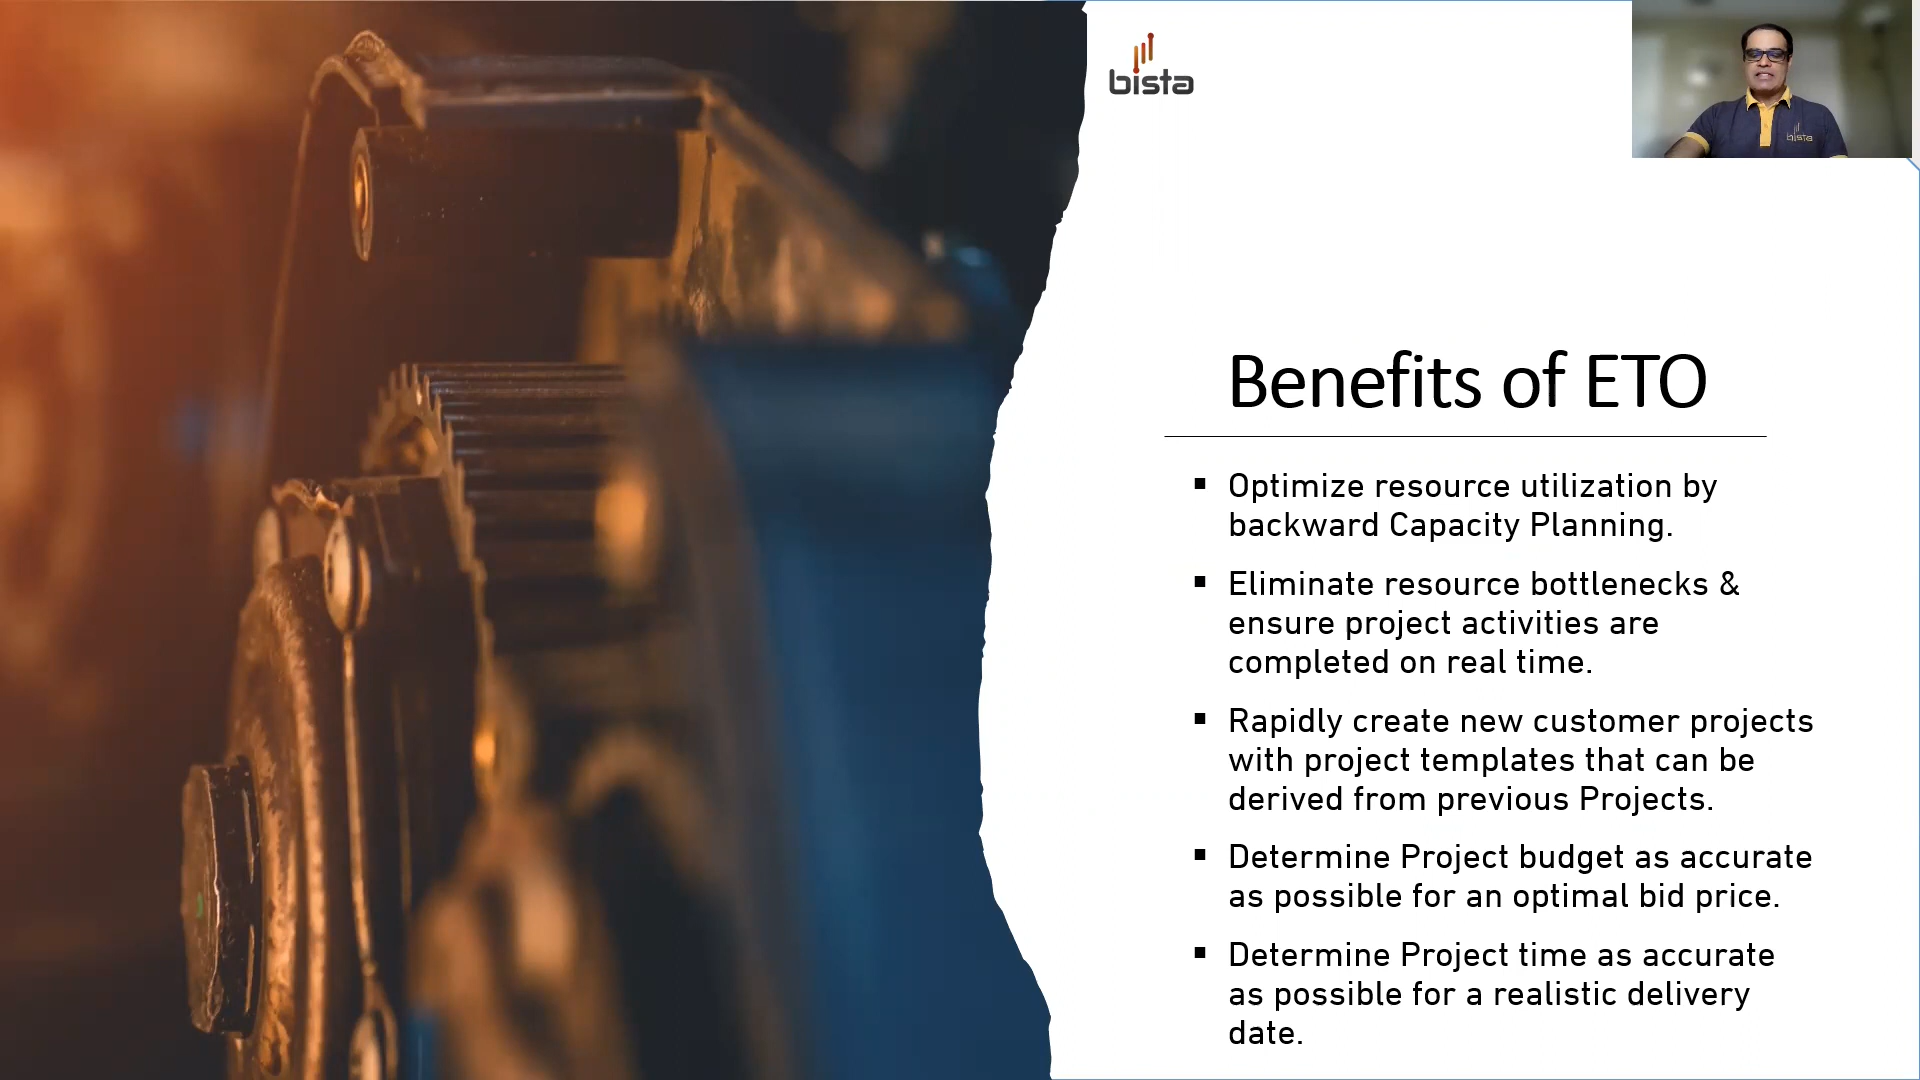 bista
bista
Benefits of ETO
▪ Optimize resource utilization by
backward Capacity Planning.
▪ Eliminate resource bottlenecks &
ensure project activities are
completed on real time.
▪ Rapidly create new customer projects
with project templates that can be
derived from previous Projects.
▪ Determine Project budget as accurate
as possible for an optimal bid price.
▪ Determine Project time as accurate
as possible for a realistic delivery
date.